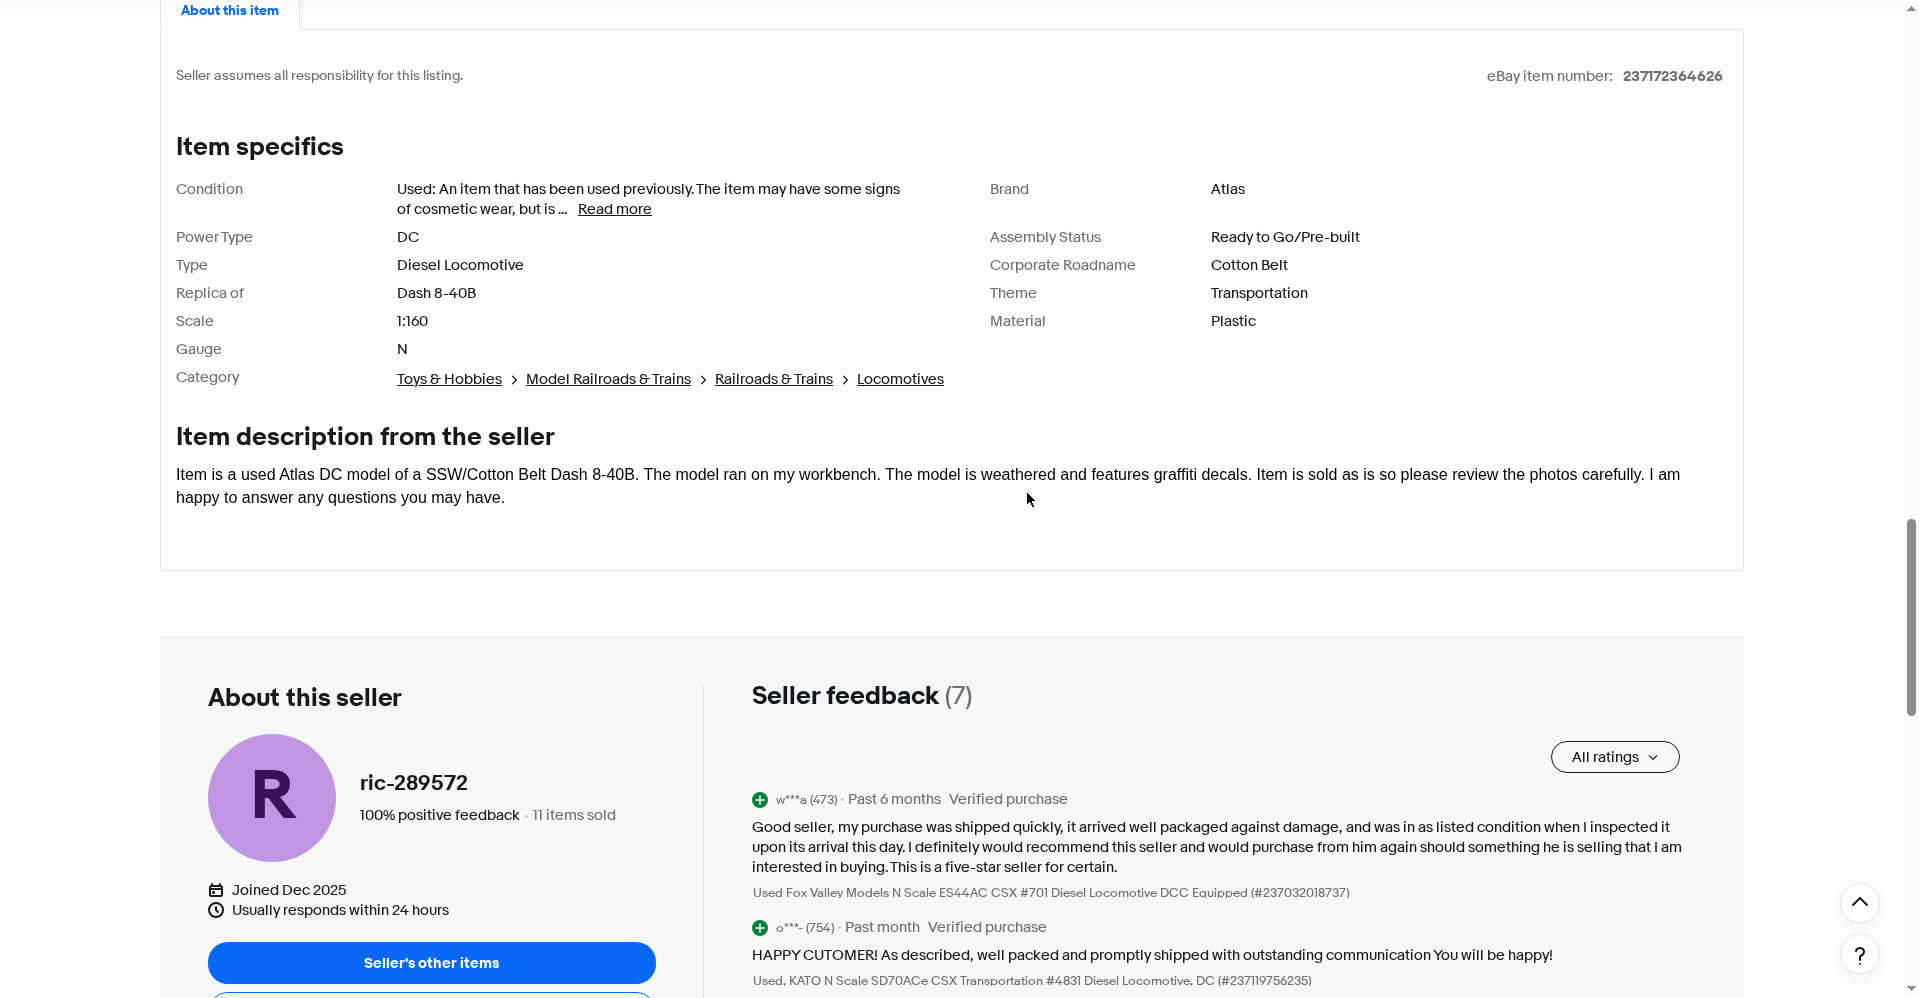 About this item
Seller assumes all responsibility for this listing.
eBay item number: 237172364626
Item specifics
Condition
Used: An item that has been used previously. The item may have some signs
of cosmetic wear, but is ... Read more
Brand
Atlas
Power Type
DC
Assembly Status
Ready to Go/Pre-built
Type
Diesel Locomotive
Corporate Roadname
Cotton Belt
Replica of
Dash 8-40B
Theme
Transportation
Scale
1:160
Material
Plastic
Gauge
N
Category
Toys & Hobbies > Model Railroads & Trains > Railroads & Trains > Locomotives
Item description from the seller
Item is a used Atlas DC model of a SSW/Cotton Belt Dash 8-40B. The model ran on my workbench. The model is weathered and features graffiti decals. Item is sold as is so please review the photos carefully. I am
happy to answer any questions you may have.
About this seller
R
ric-289572
100% positive feedback · 11 items sold
Joined Dec 2025
Usually responds within 24 hours
Seller's other items
Seller feedback (7)
All ratings
w***a (473) · Past 6 months Verified purchase
Good seller, my purchase was shipped quickly, it arrived well packaged against damage, and was in as listed condition when I inspected it
upon its arrival this day. I definitely would recommend this seller and would purchase from him again should something he is selling that I am
interested in buying. This is a five-star seller for certain.
Used Fox Valley Models N Scale ES44AC CSX #701 Diesel Locomotive DCC Equipped (#237032018737)
o***- (754) · Past month Verified purchase
HAPPY CUTOMER! As described, well packed and promptly shipped with outstanding communication You will be happy!
Used, KATO N Scale SD70ACe CSX Transportation #4831 Diesel Locomotive, DC (#237119756235)
?